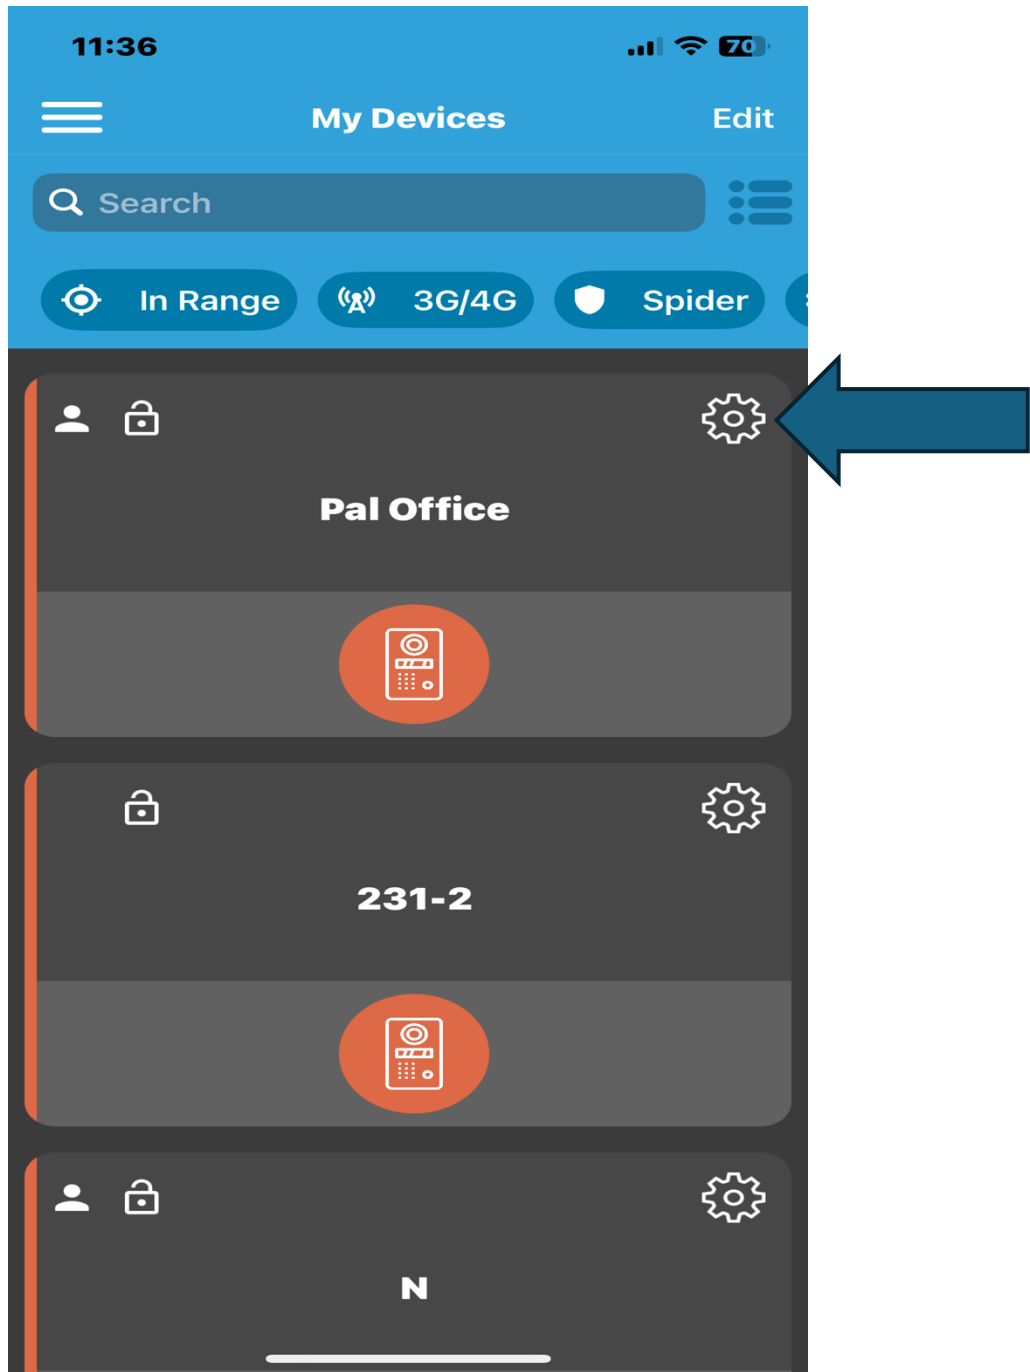 11:36
70
My Devices
Edit
Search
In Range
3G/4G
Spider
Pal Office
231-2
N